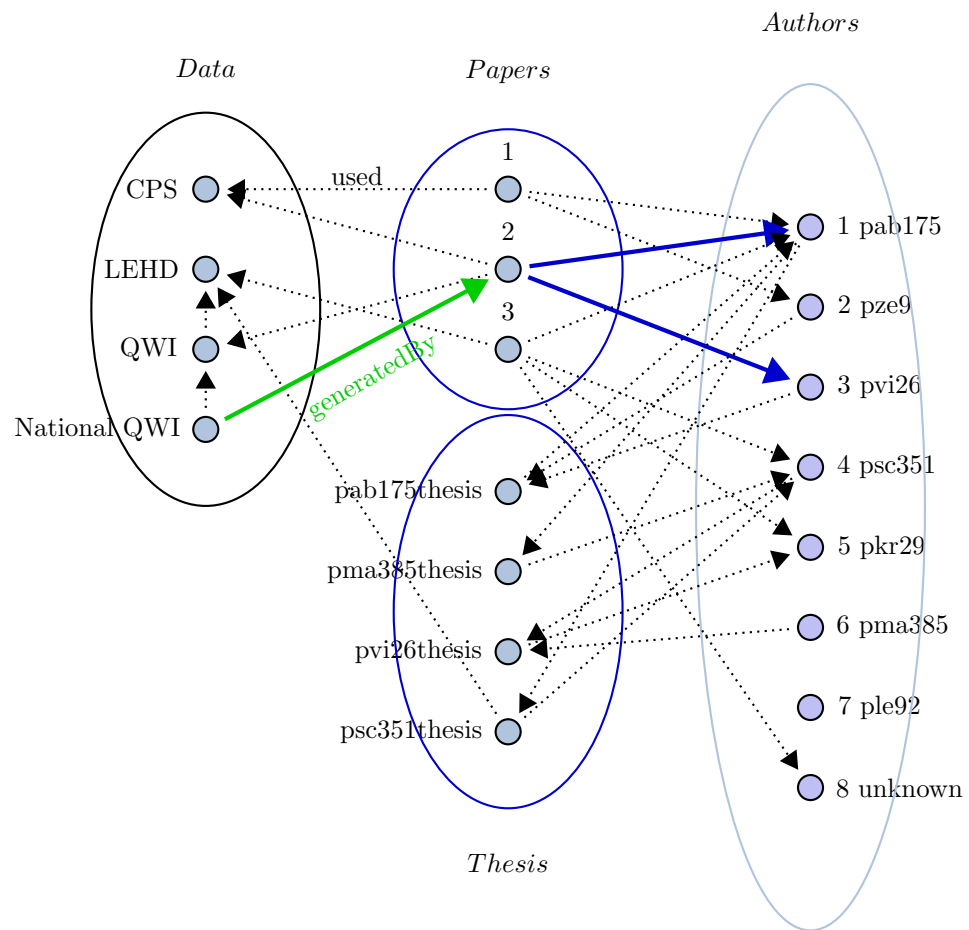 Authors
Data
Papers
1
CPS
used
2
1 pab175
LEHD
3
2 pze9
QWI
generatedBy
3 pvi26
National QWI
4 psc351
pab175thesis
5 pkr29
pma385thesis
6 pma385
pvi26thesis
7 ple92
psc351thesis
8 unknown
Thesis